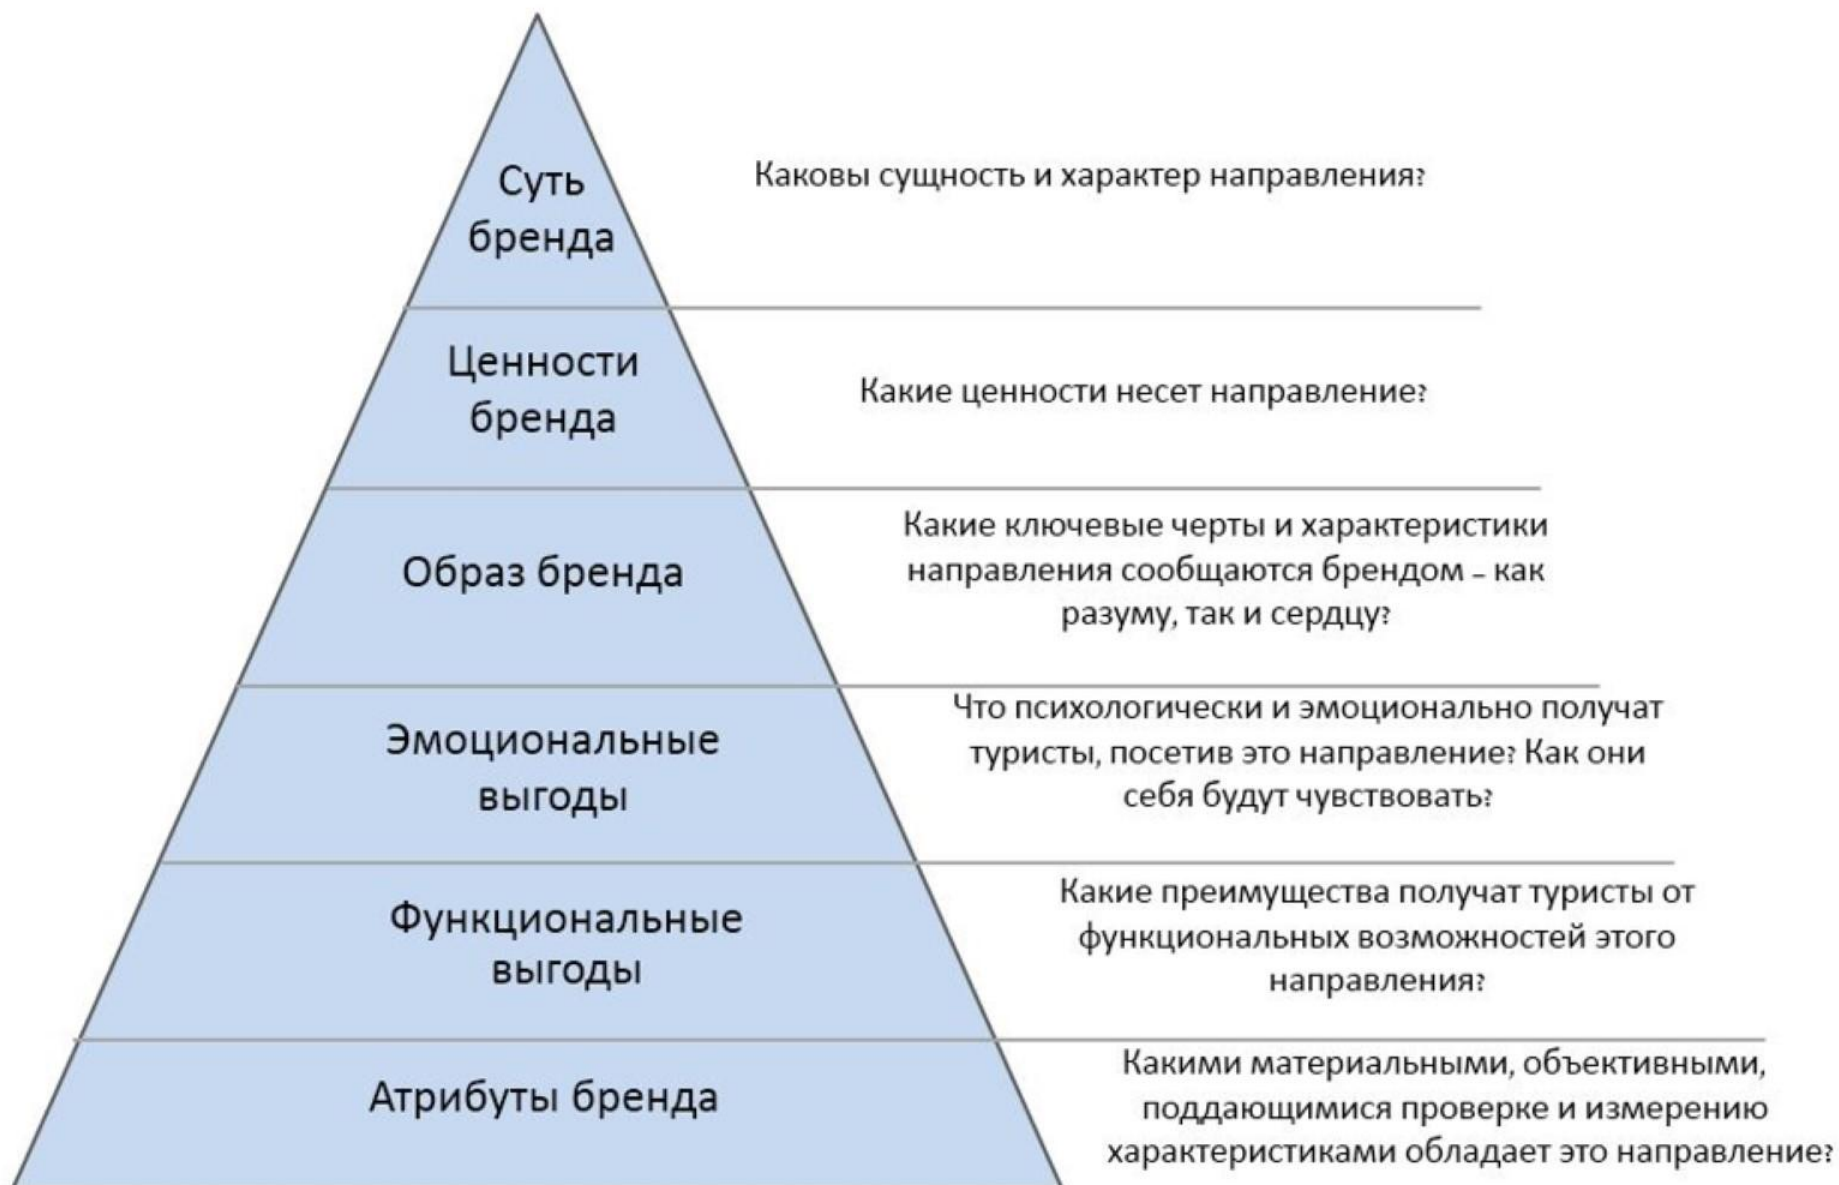 Суть
бренда
Каковы сущность и характер направления?
Ценности
бренда
Какие ценности несет направление?
Образ бренда
Какие ключевые черты и характеристики
направления сообщаются брендом – как
разуму, так и сердцу?
Эмоциональные
выгоды
Что психологически и эмоционально получат
туристы, посетив это направление? Как они
себя будут чувствовать?
Функциональные
выгоды
Какие преимущества получат туристы от
функциональных возможностей этого
направления?
Атрибуты бренда
Какими материальными, объективными,
поддающимися проверке и измерению
характеристиками обладает это направление?